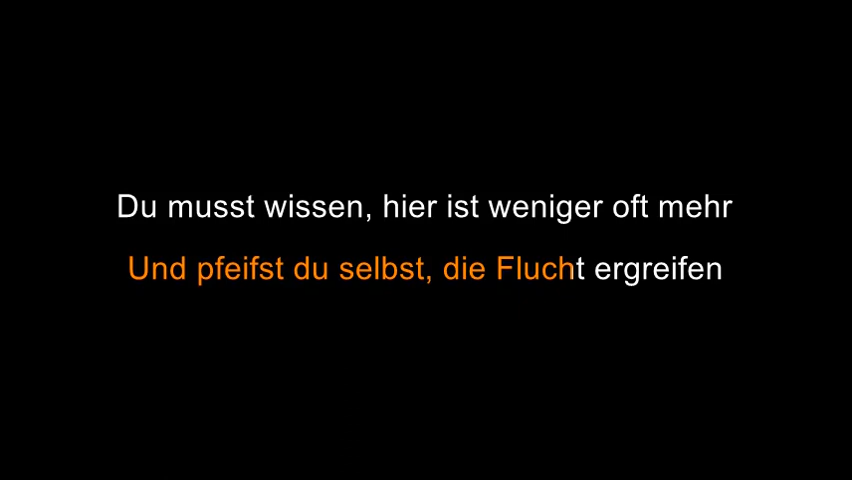 Du musst wissen, hier ist weniger oft mehr
Und pfeifst du selbst, die Flucht ergreifen